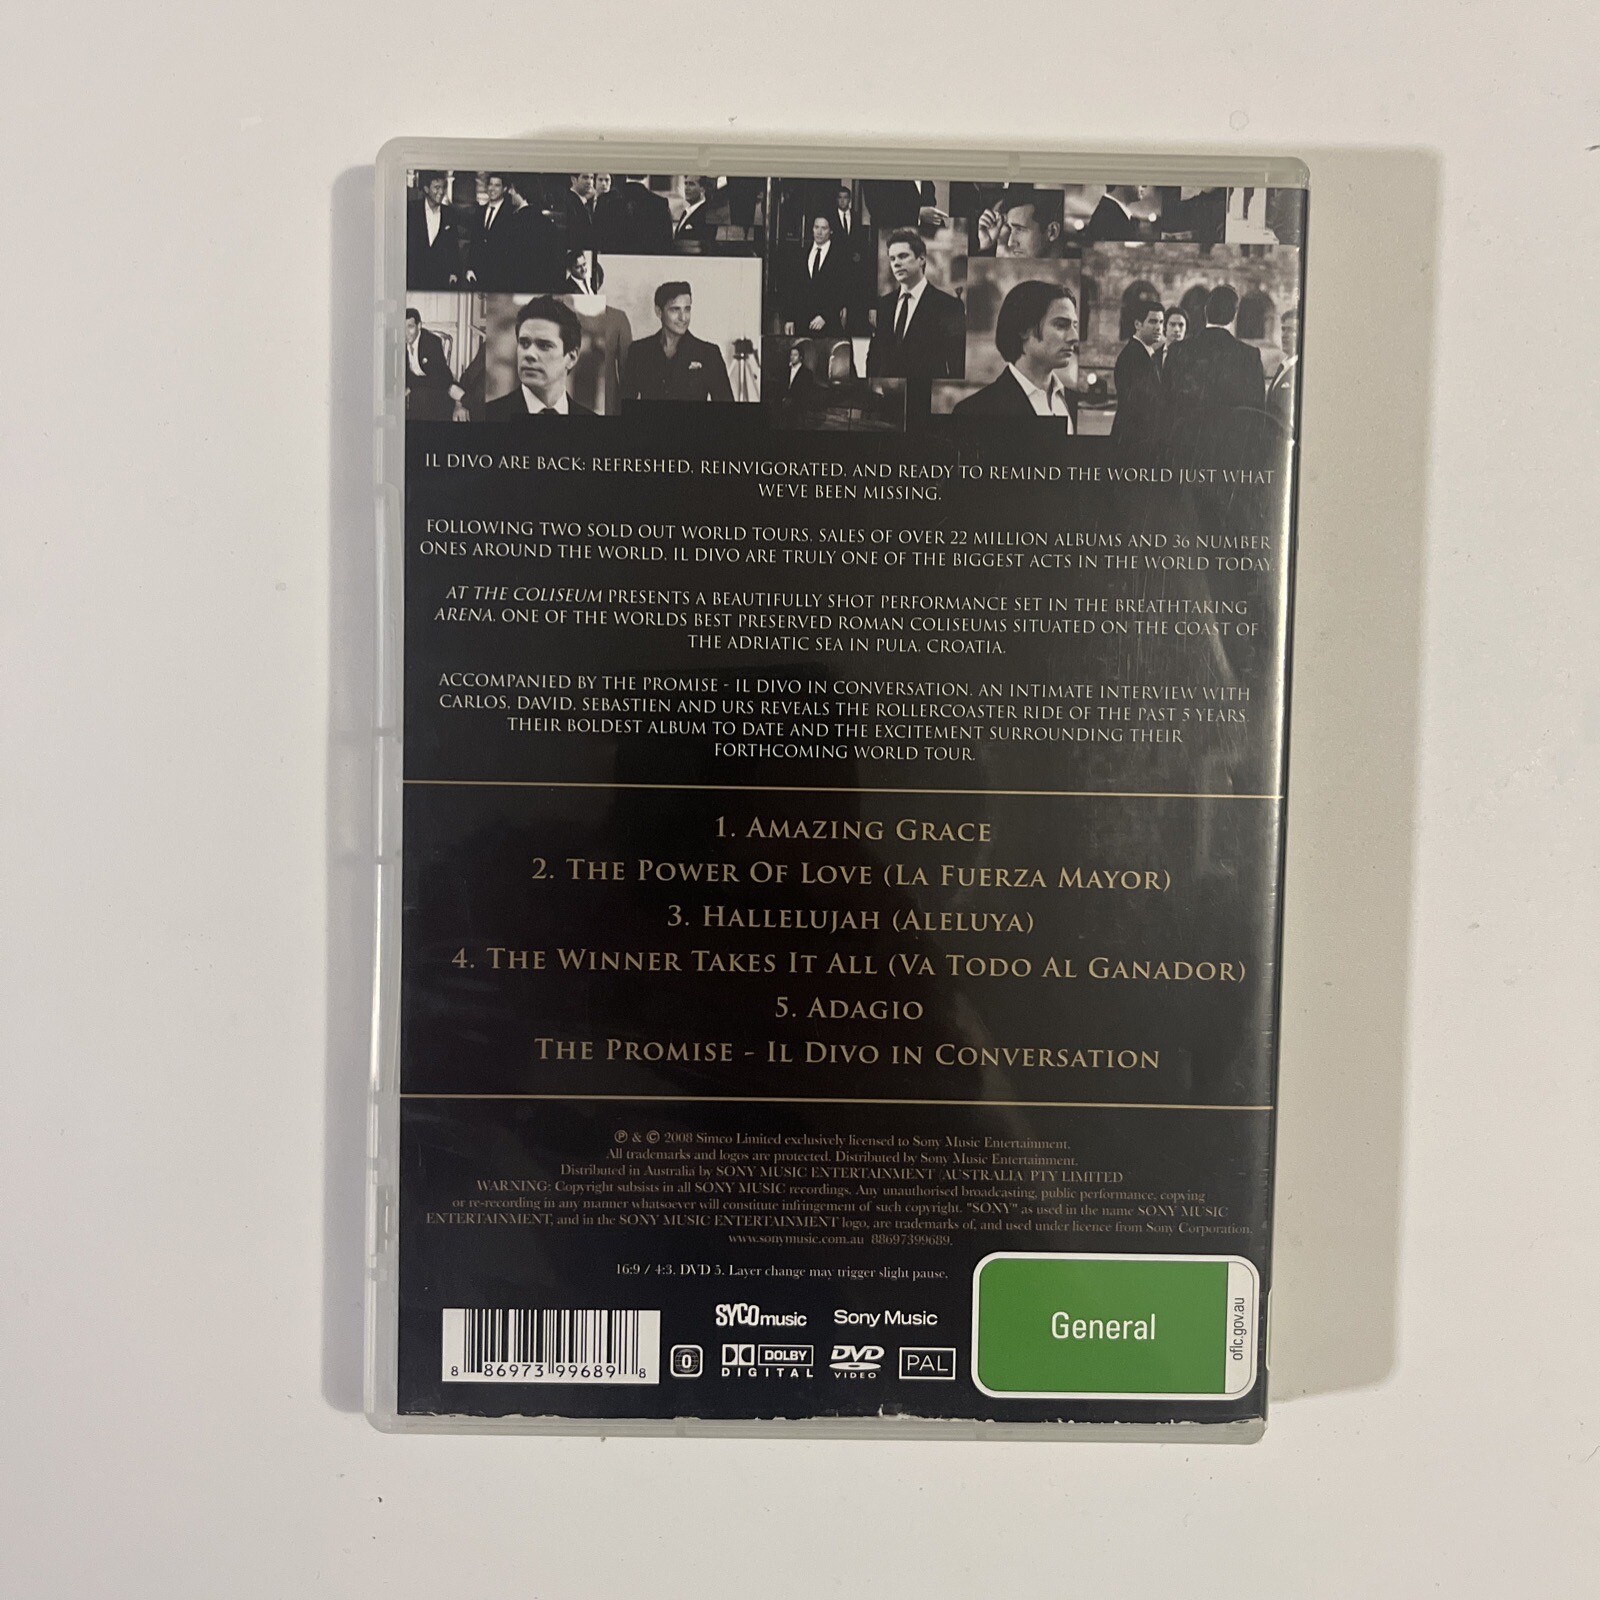 IL DIVO ARE BACK: REFRESHED, REINVIGORATED, AND READY TO REMIND THE WORLD JUST WHAT
WE'VE BEEN MISSING.
FOLLOWING TWO SOLD OUT WORLD TOURS, SALES OF OVER 22 MILLION ALBUMS AND 36 NUMBER
ONES AROUND THE WORLD, IL DIVO ARE TRULY ONE OF THE BIGGEST ACTS IN THE WORLD TODAY.
AT THE COLISEUM PRESENTS A BEAUTIFULLY SHOT PERFORMANCE SET IN THE BREATHTAKING
ARENA, ONE OF THE WORLDS BEST PRESERVED ROMAN COLISEUMS SITUATED ON THE COAST OF
THE ADRIATIC SEA IN PULA, CROATIA.
ACCOMPANIED BY THE PROMISE - IL DIVO IN CONVERSATION, AN INTIMATE INTERVIEW WITH
CARLOS, DAVID, SEBASTIEN AND URS REVEALS THE ROLLERCOASTER RIDE OF THE PAST 5 YEARS,
THEIR BOLDEST ALBUM TO DATE AND THE EXCITEMENT SURROUNDING THEIR
FORTHCOMING WORLD TOUR.
1. AMAZING GRACE
2. THE POWER OF LOVE (LA FUERZA MAYOR)
3. HALLELUJAH (ALELUYA)
4. THE WINNER TAKES IT ALL (VA TODO AL GANADOR)
5. ADAGIO
THE PROMISE - IL DIVO IN CONVERSATION
℗ & © 2008 Simco Limited exclusively licensed to Sony Music Entertainment.
All trademarks and logos are protected. Distributed by Sony Music Entertainment.
Distributed in Australia by SONY MUSIC ENTERTAINMENT (AUSTRALIA) PTY LIMITED
WARNING: Copyright subsists in all SONY MUSIC recordings. Any unauthorised broadcasting, public performance, copying
or re-recording in any manner whatsoever will constitute infringement of such copyright. "SONY" as used in the name SONY MUSIC
ENTERTAINMENT, and in the SONY MUSIC ENTERTAINMENT logo, are trademarks of, and used under licence from Sony Corporation.
www.sonymusic.com.au 88697399689.
16:9 / 4:3. DVD 5. Layer change may trigger slight pause.
SYCOmusic Sony Music
0 DOLBY DIGITAL DVD VIDEO PAL
8 86973 99689 8
General
oflc.gov.au